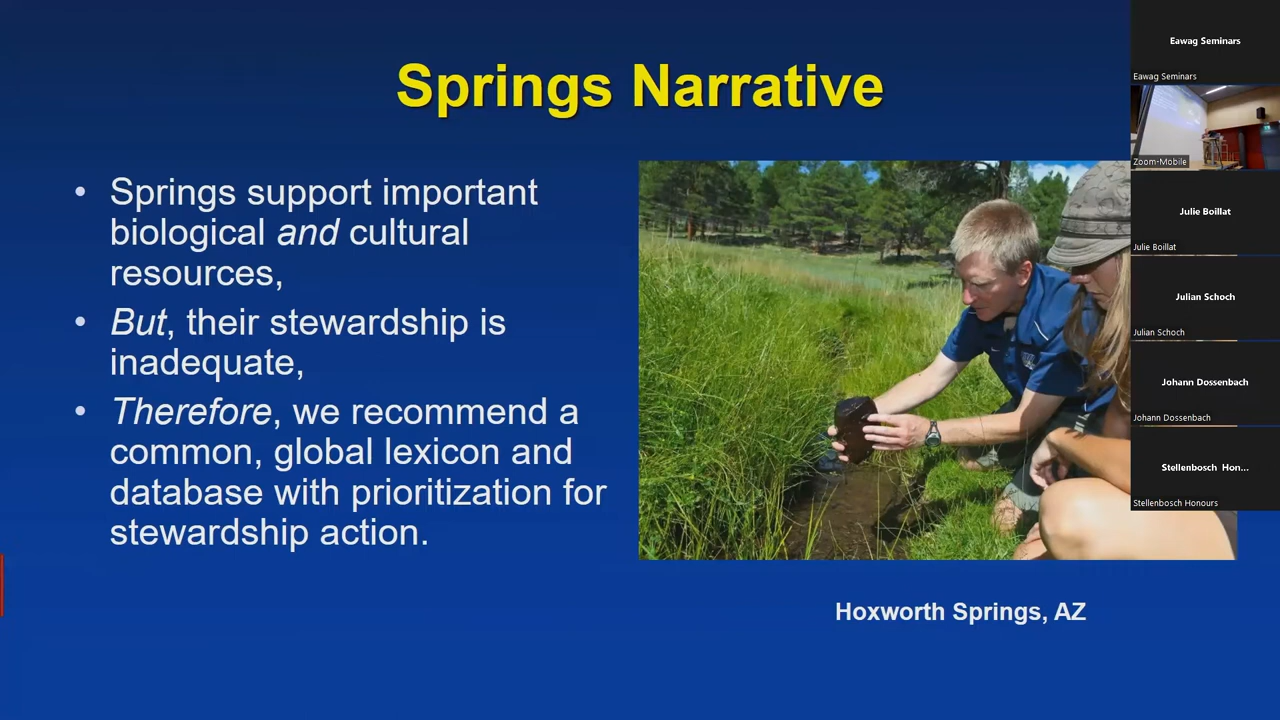 Springs Narrative
• Springs support important
biological and cultural
resources,
• But, their stewardship is
inadequate,
• Therefore, we recommend a
common, global lexicon and
database with prioritization for
stewardship action.
Hoxworth Springs, AZ
Eawag Seminars
Eawag Seminars
Zoom-Mobile
Julie Boillat
Julie Boillat
Julian Schoch
Julian Schoch
Johann Dossenbach
Johann Dossenbach
Stellenbosch Hon...
Stellenbosch Honours